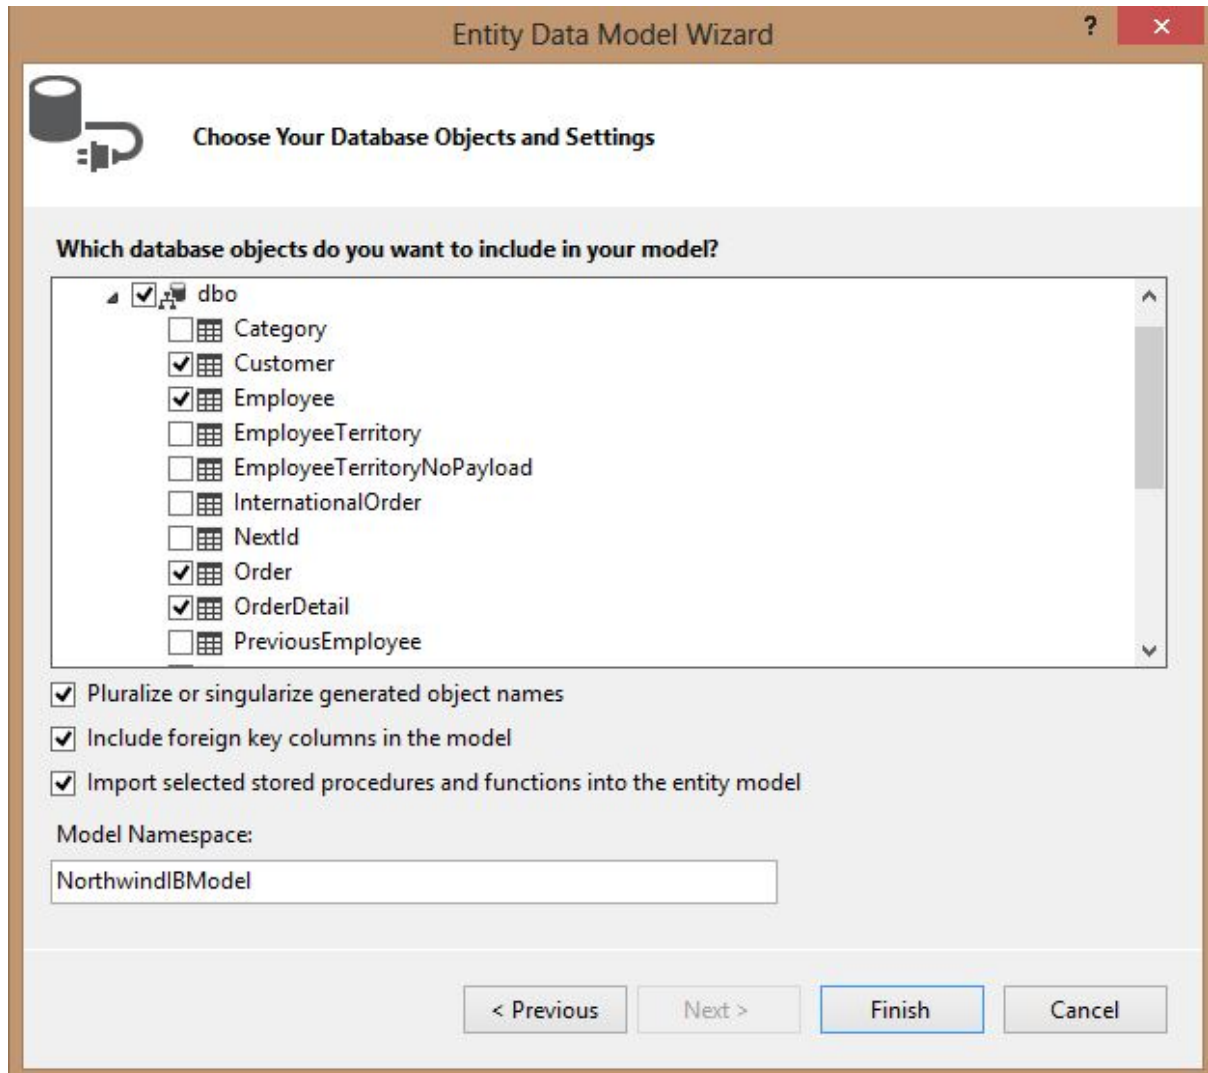 Entity Data Model Wizard
?
Choose Your Database Objects and Settings
Which database objects do you want to include in your model?
dbo
Category
Customer
Employee
EmployeeTerritory
EmployeeTerritoryNoPayload
InternationalOrder
NextId
Order
OrderDetail
PreviousEmployee
Pluralize or singularize generated object names
Include foreign key columns in the model
Import selected stored procedures and functions into the entity model
Model Namespace:
NorthwindIBModel
< Previous Next > Finish Cancel